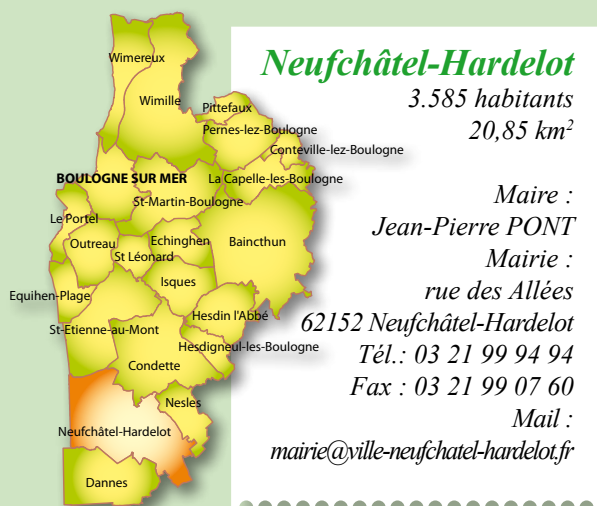 Wimereux
Wimille
Pittefaux
Pernes-lez-Boulogne
Conteville-lez-Boulogne
BOULOGNE SUR MER
La Capelle-les-Boulogne
St-Martin-Boulogne
Le Portel
Outreau
St Léonard
Echinghen
Baincthun
Isques
Equihen-Plage
Hesdin l'Abbé
St-Etienne-au-Mont
Hesdigneul-les-Boulogne
Condette
Nesles
Neufchâtel-Hardelot
Dannes
Neufchâtel-Hardelot
3.585 habitants
20,85 km²
Maire :
Jean-Pierre PONT
Mairie :
rue des Allées
62152 Neufchâtel-Hardelot
Tél.: 03 21 99 94 94
Fax : 03 21 99 07 60
Mail :
mairie@ville-neufchatel-hardelot.fr